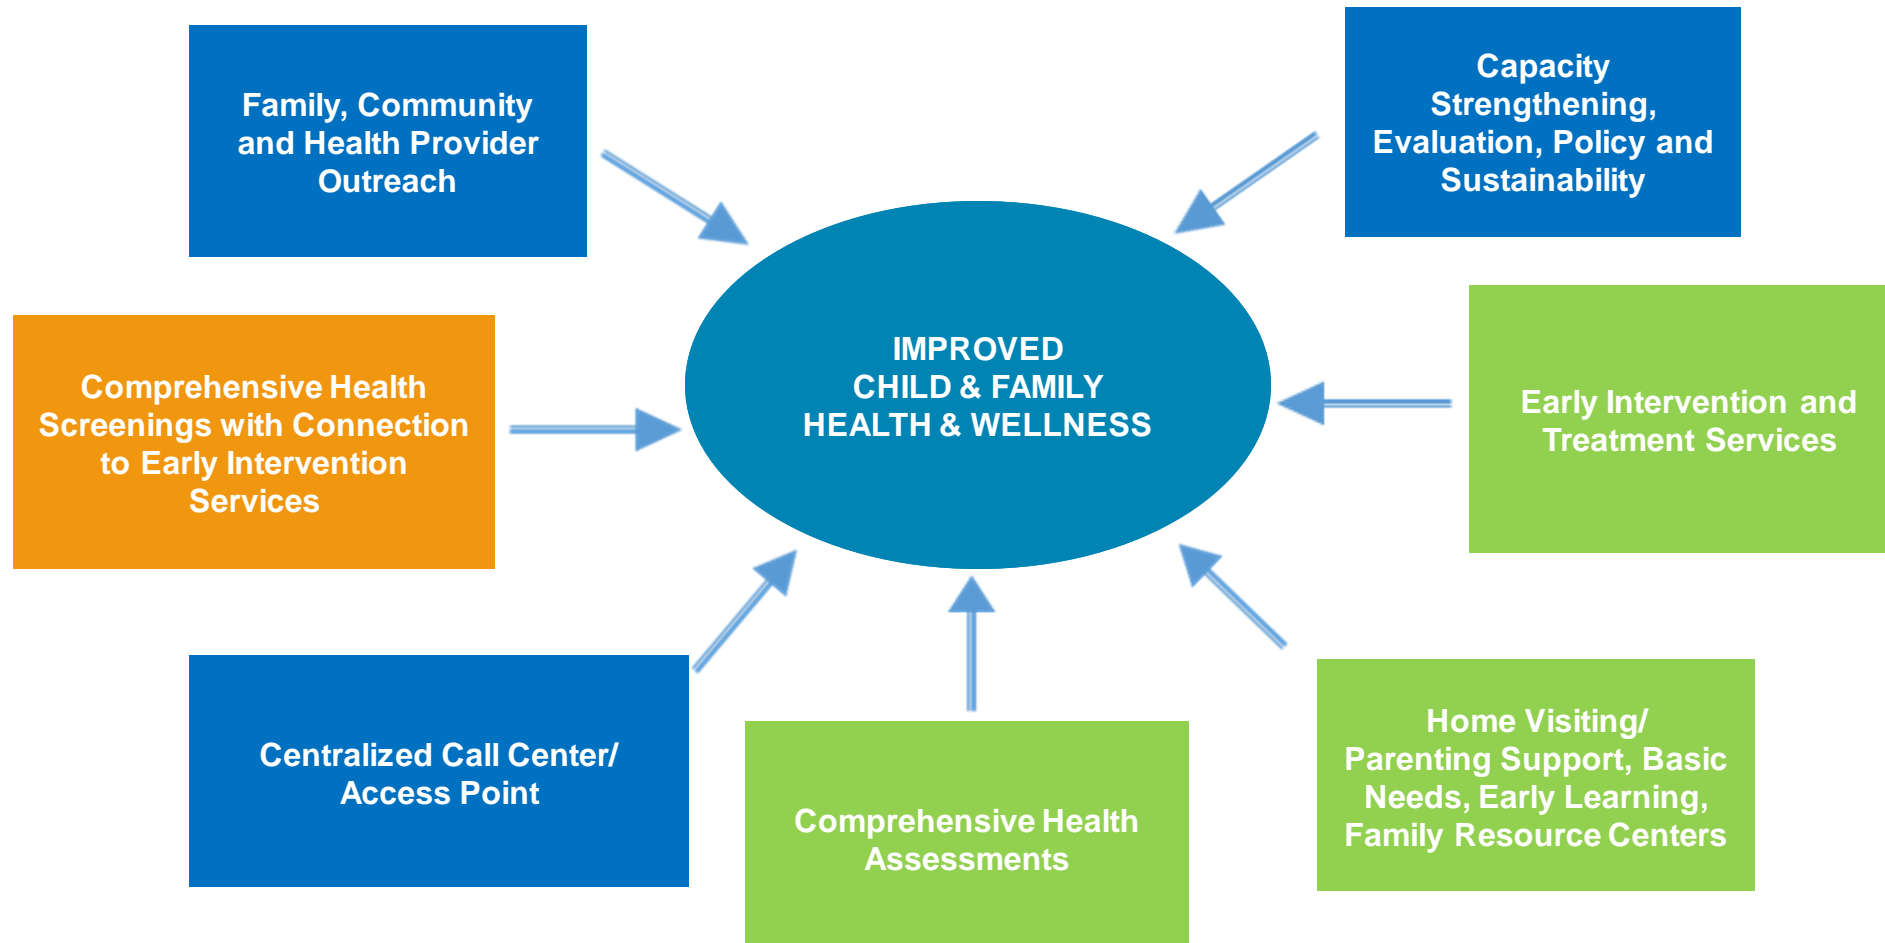 Family, Community
and Health Provider
Outreach
Capacity
Strengthening,
Evaluation, Policy and
Sustainability
Comprehensive Health
Screenings with Connection
to Early Intervention
Services
IMPROVED
CHILD & FAMILY
HEALTH & WELLNESS
Early Intervention and
Treatment Services
Centralized Call Center/
Access Point
Comprehensive Health
Assessments
Home Visiting/
Parenting Support, Basic
Needs, Early Learning,
Family Resource Centers